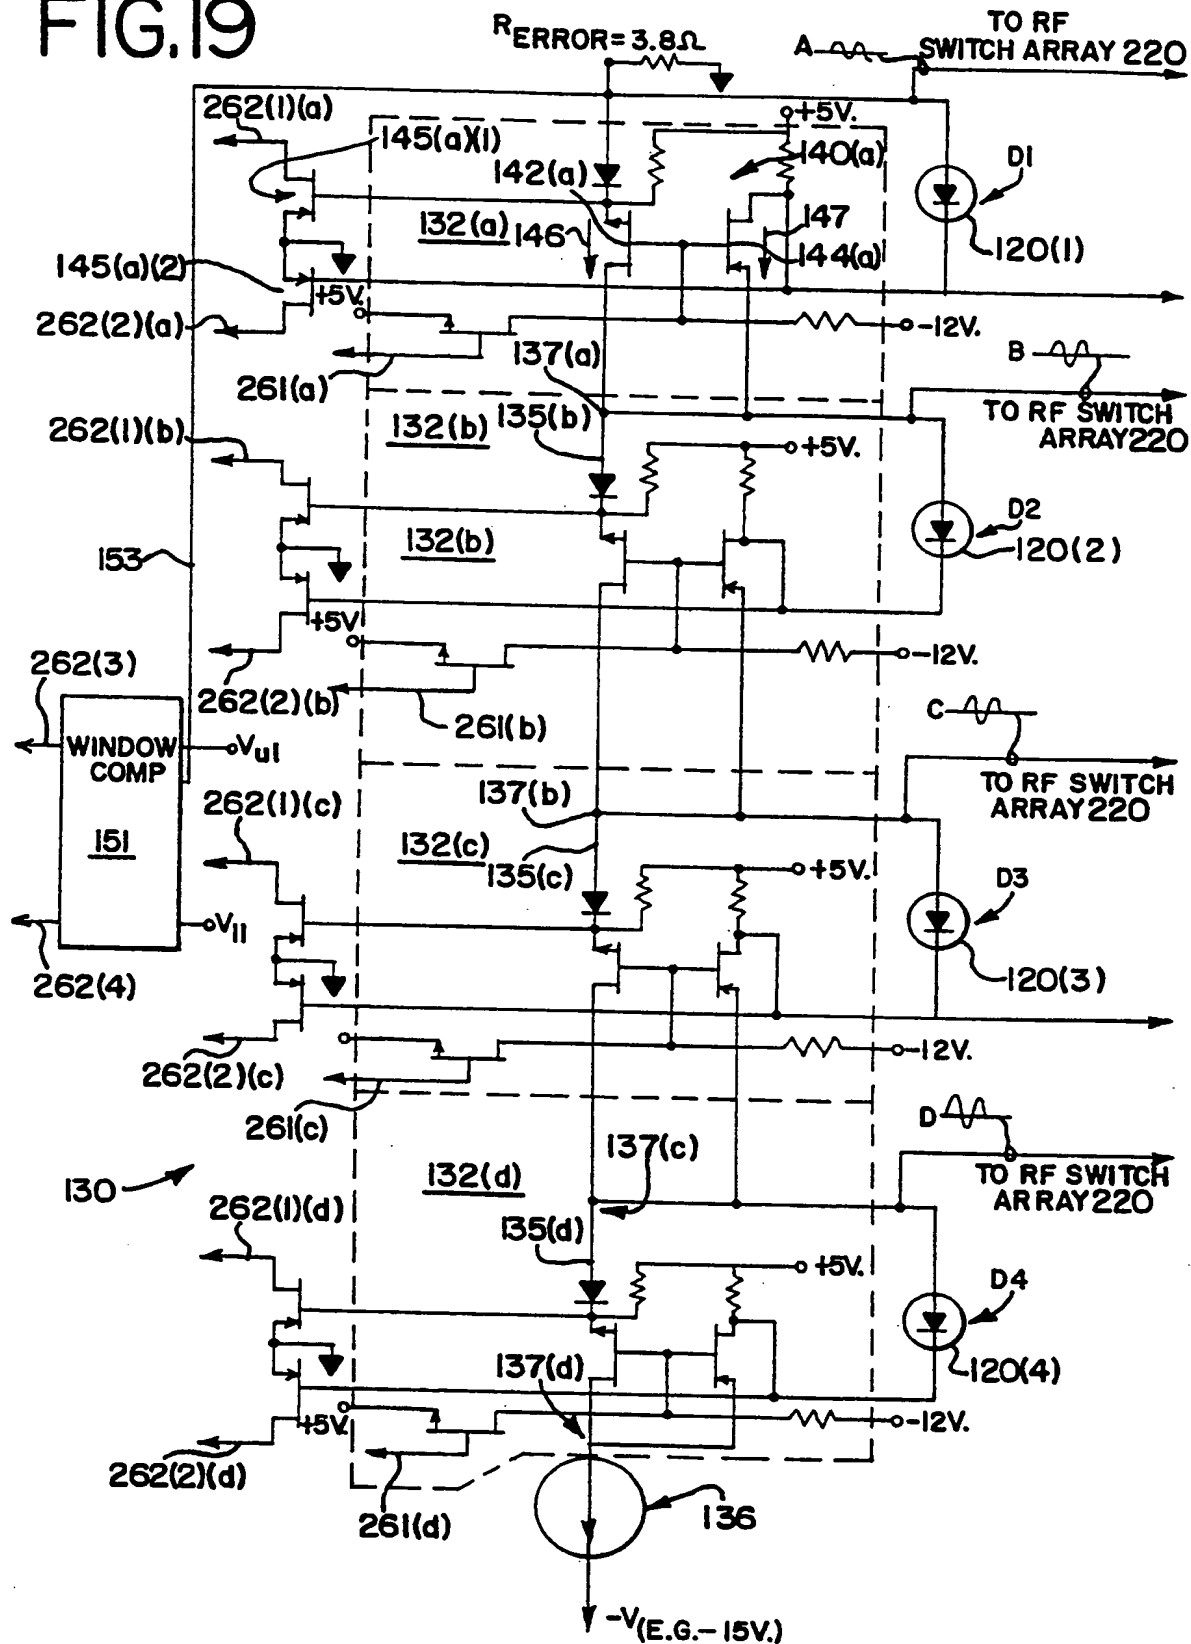 FIG.19
RERROR=3.8Ω
A
TO RF
SWITCH ARRAY 220
262(1)(a)
145(a)(1)
+5V.
140(a)
142(a)
D1
132(a)
146
147
144(a)
120(1)
145(a)(2)
+5V.
262(2)(a)
-12V.
137(a)
B
261(a)
135(b)
TO RF SWITCH
ARRAY 220
262(1)(b)
132(b)
+5V.
D2
132(b)
120(2)
153
+5V
-12V.
262(3)
262(2)(b)
261(b)
C
WINDOW
COMP
Vul
TO RF SWITCH
ARRAY 220
137(b)
262(1)(c)
151
132(c)
135(c)
+5V.
D3
Vll
120(3)
262(4)
-12V.
262(2)(c)
261(c)
D
137(c)
130
132(d)
TO RF SWITCH
ARRAY 220
262(1)(d)
135(d)
+5V.
D4
137(d)
120(4)
+5V.
-12V.
262(2)(d)
261(d)
136
-V(E.G.-15V.)